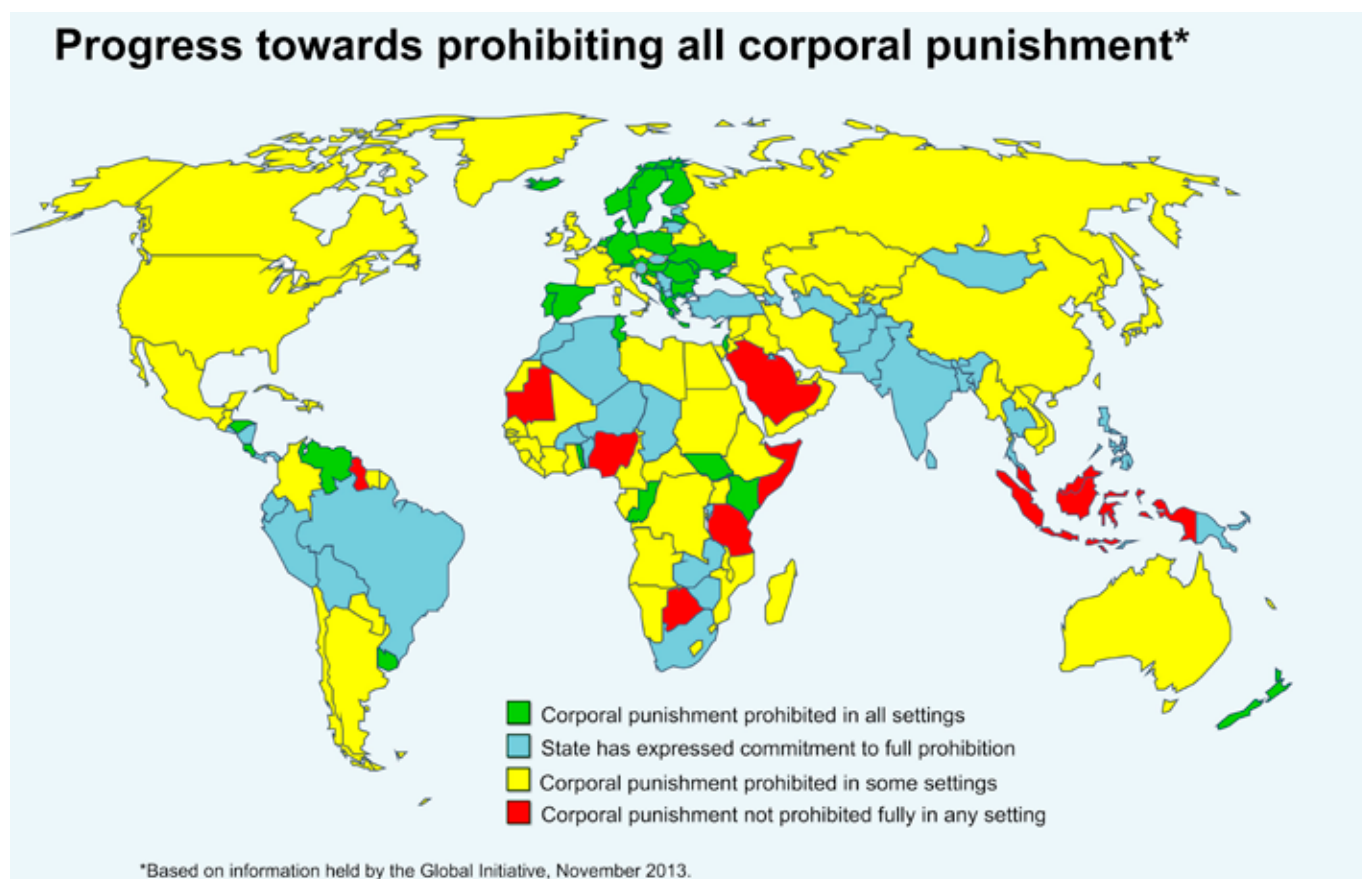 Progress towards prohibiting all corporal punishment*
Corporal punishment prohibited in all settings
State has expressed commitment to full prohibition
Corporal punishment prohibited in some settings
Corporal punishment not prohibited fully in any setting
*Based on information held by the Global Initiative, November 2013.